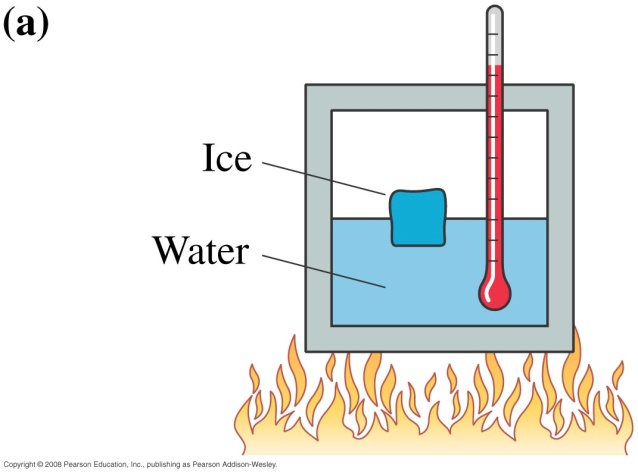 (a)
Ice
Water
Copyright © 2008 Pearson Education, Inc., publishing as Pearson Addison-Wesley.